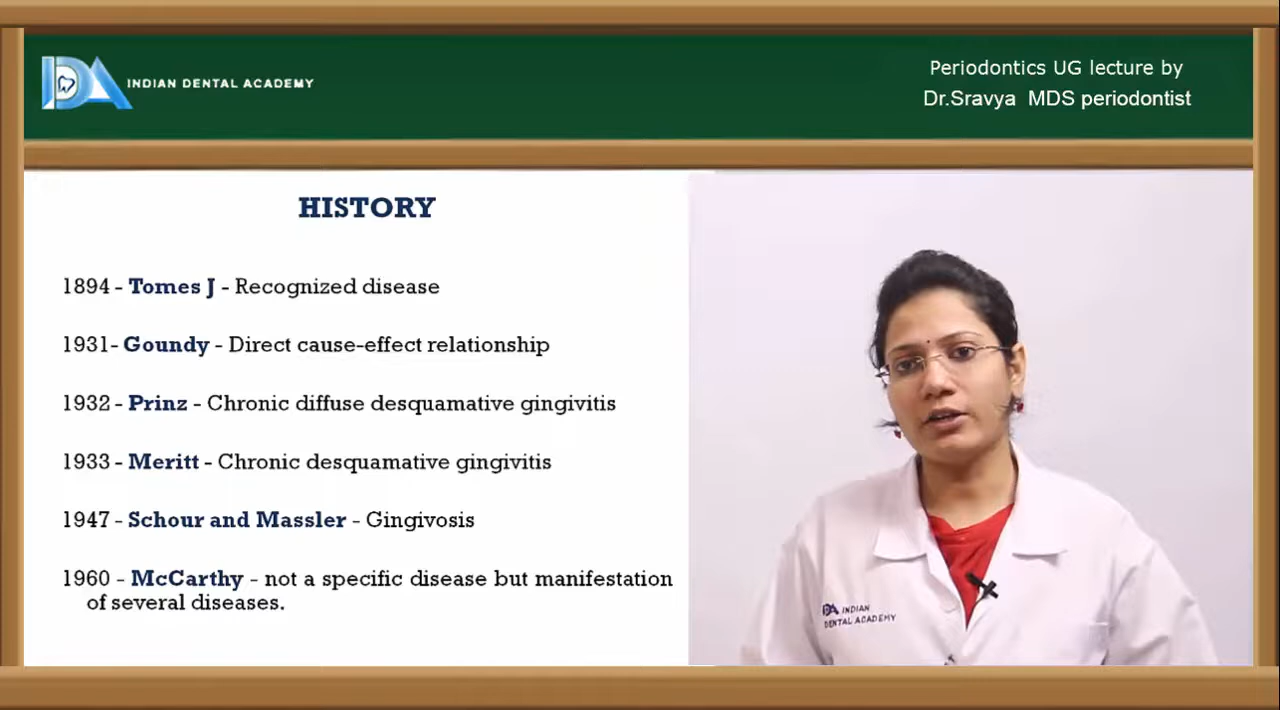 INDIAN DENTAL ACADEMY
Periodontics UG lecture by
Dr.Sravya MDS periodontist
HISTORY
1894 - Tomes J - Recognized disease
1931- Goundy - Direct cause-effect relationship
1932 - Prinz - Chronic diffuse desquamative gingivitis
1933 - Meritt - Chronic desquamative gingivitis
1947 - Schour and Massler - Gingivosis
1960 - McCarthy - not a specific disease but manifestation
of several diseases.
DA INDIAN
DENTAL ACADEMY